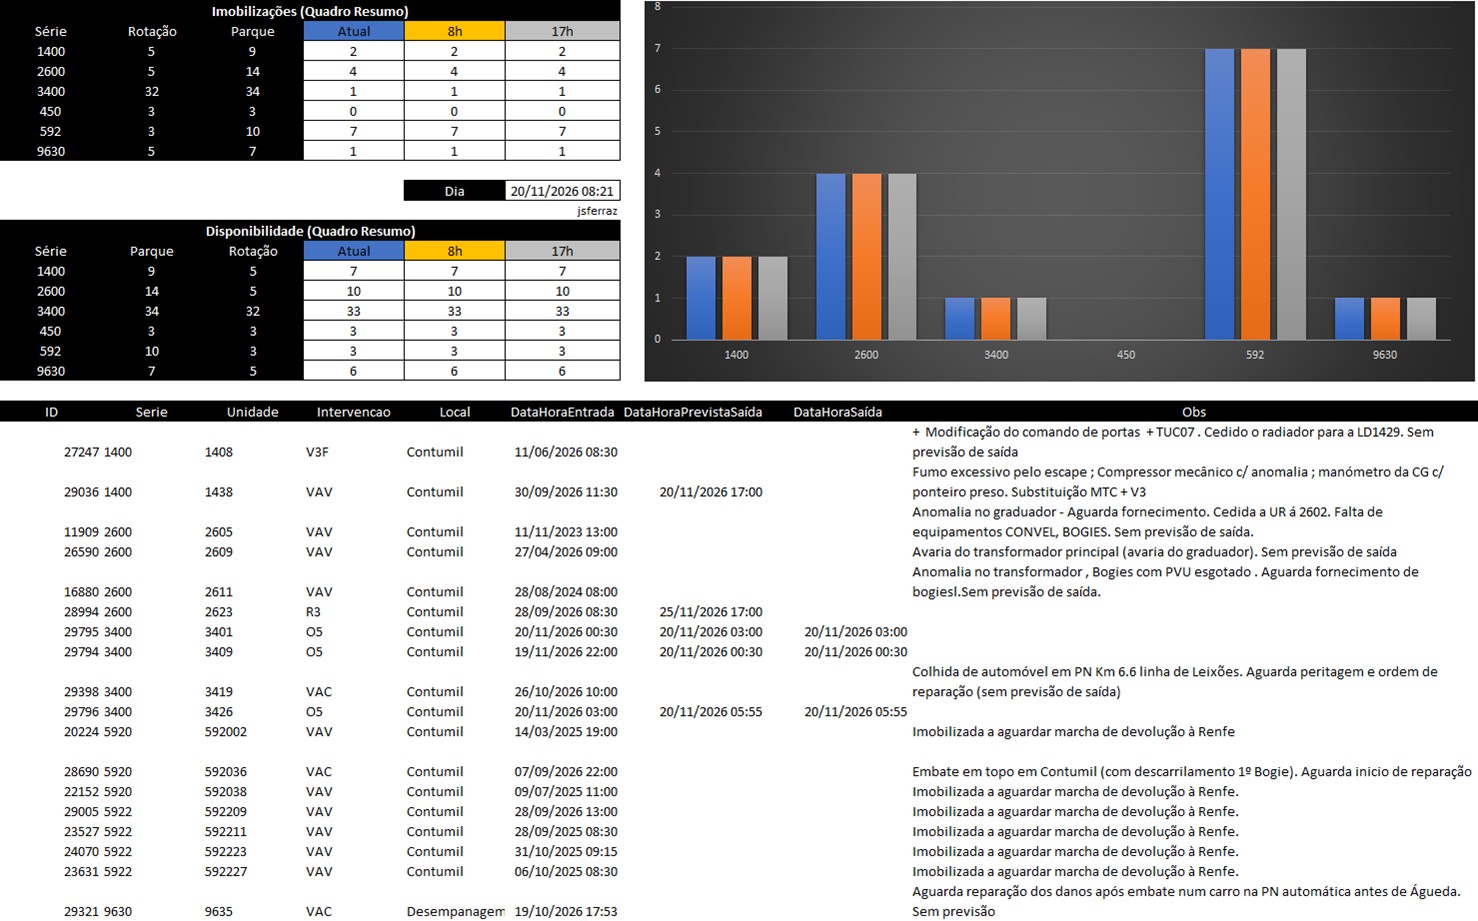 Imobilizações (Quadro Resumo)
Série Rotação Parque Atual 8h 17h
1400 5 9 2 2 2
2600 5 14 4 4 4
3400 32 34 1 1 1
450 3 3 0 0 0
592 3 10 7 7 7
9630 5 7 1 1 1
Dia 20/11/2026 08:21
jsferraz
Disponibilidade (Quadro Resumo)
Série Parque Rotação Atual 8h 17h
1400 9 5 7 7 7
2600 14 5 10 10 10
3400 34 32 33 33 33
450 3 3 3 3 3
592 10 3 3 3 3
9630 7 5 6 6 6
8
7
6
5
4
3
2
1
0
1400 2600 3400 450 592 9630
ID Serie Unidade Intervencao Local DataHoraEntrada DataHoraPrevistaSaída DataHoraSaída Obs
+ Modificação do comando de portas + TUC07 . Cedido o radiador para a LD1429. Sem
27247 1400 1408 V3F Contumil 11/06/2026 08:30 previsão de saída
Fumo excessivo pelo escape ; Compressor mecânico c/ anomalia ; manómetro da CG c/
29036 1400 1438 VAV Contumil 30/09/2026 11:30 20/11/2026 17:00 ponteiro preso. Substituição MTC + V3
Anomalia no graduador - Aguarda fornecimento. Cedida a UR á 2602. Falta de
11909 2600 2605 VAV Contumil 11/11/2023 13:00 equipamentos CONVEL, BOGIES. Sem previsão de saída.
26590 2600 2609 VAV Contumil 27/04/2026 09:00 Avaria do transformador principal (avaria do graduador). Sem previsão de saída
Anomalia no transformador , Bogies com PVU esgotado . Aguarda fornecimento de
16880 2600 2611 VAV Contumil 28/08/2024 08:00 bogiesl.Sem previsão de saída.
28994 2600 2623 R3 Contumil 28/09/2026 08:30 25/11/2026 17:00
29795 3400 3401 O5 Contumil 20/11/2026 00:30 20/11/2026 03:00 20/11/2026 03:00
29794 3400 3409 O5 Contumil 19/11/2026 22:00 20/11/2026 00:30 20/11/2026 00:30
Colhida de automóvel em PN Km 6.6 linha de Leixões. Aguarda peritagem e ordem de
29398 3400 3419 VAC Contumil 26/10/2026 10:00 reparação (sem previsão de saída)
29796 3400 3426 O5 Contumil 20/11/2026 03:00 20/11/2026 05:55 20/11/2026 05:55
20224 5920 592002 VAV Contumil 14/03/2025 19:00 Imobilizada a aguardar marcha de devolução à Renfe
28690 5920 592036 VAC Contumil 07/09/2026 22:00 Embate em topo em Contumil (com descarrilamento 1º Bogie). Aguarda inicio de reparação
22152 5920 592038 VAV Contumil 09/07/2025 11:00 Imobilizada a aguardar marcha de devolução à Renfe.
29005 5922 592209 VAV Contumil 28/09/2026 13:00 Imobilizada a aguardar marcha de devolução à Renfe.
23527 5922 592211 VAV Contumil 28/09/2025 08:30 Imobilizada a aguardar marcha de devolução à Renfe.
24070 5922 592223 VAV Contumil 31/10/2025 09:15 Imobilizada a aguardar marcha de devolução à Renfe.
23631 5922 592227 VAV Contumil 06/10/2025 08:30 Imobilizada a aguardar marcha de devolução à Renfe.
Aguarda reparação dos danos após embate num carro na PN automática antes de Águeda.
29321 9630 9635 VAC Desempanagem 19/10/2026 17:53 Sem previsão